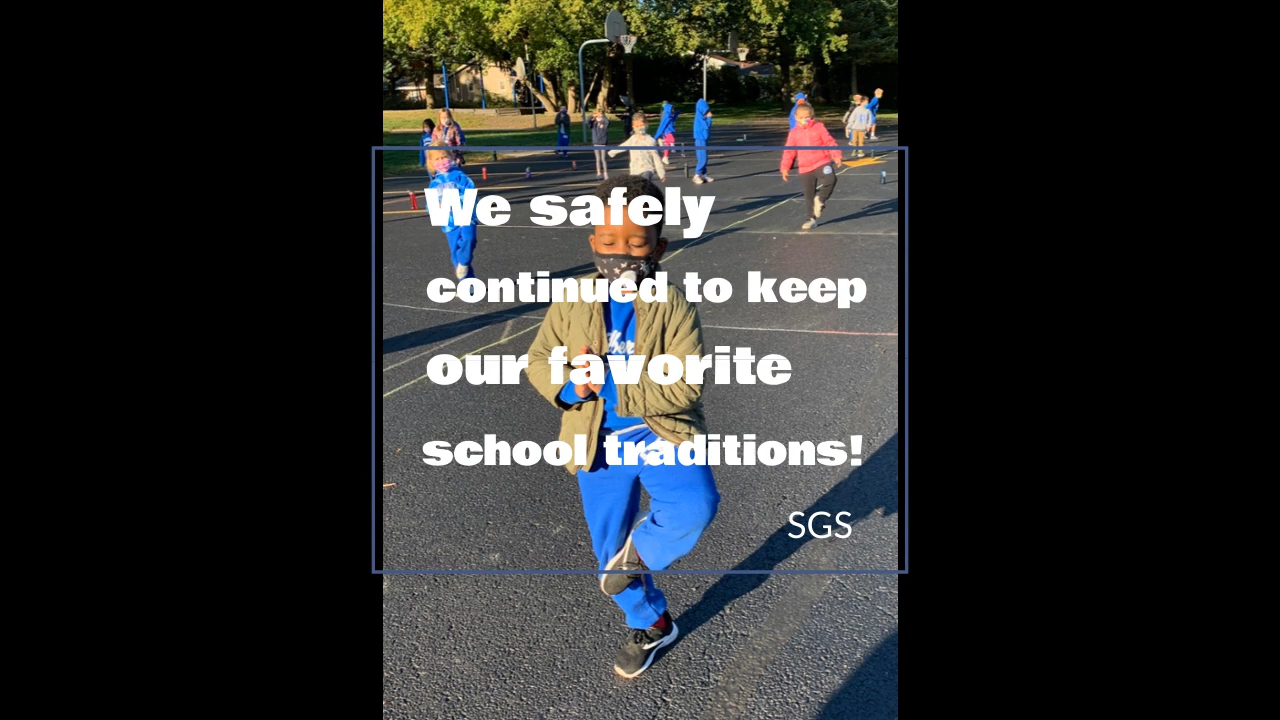 We safely
continued to keep
our favorite
school traditions!
SGS